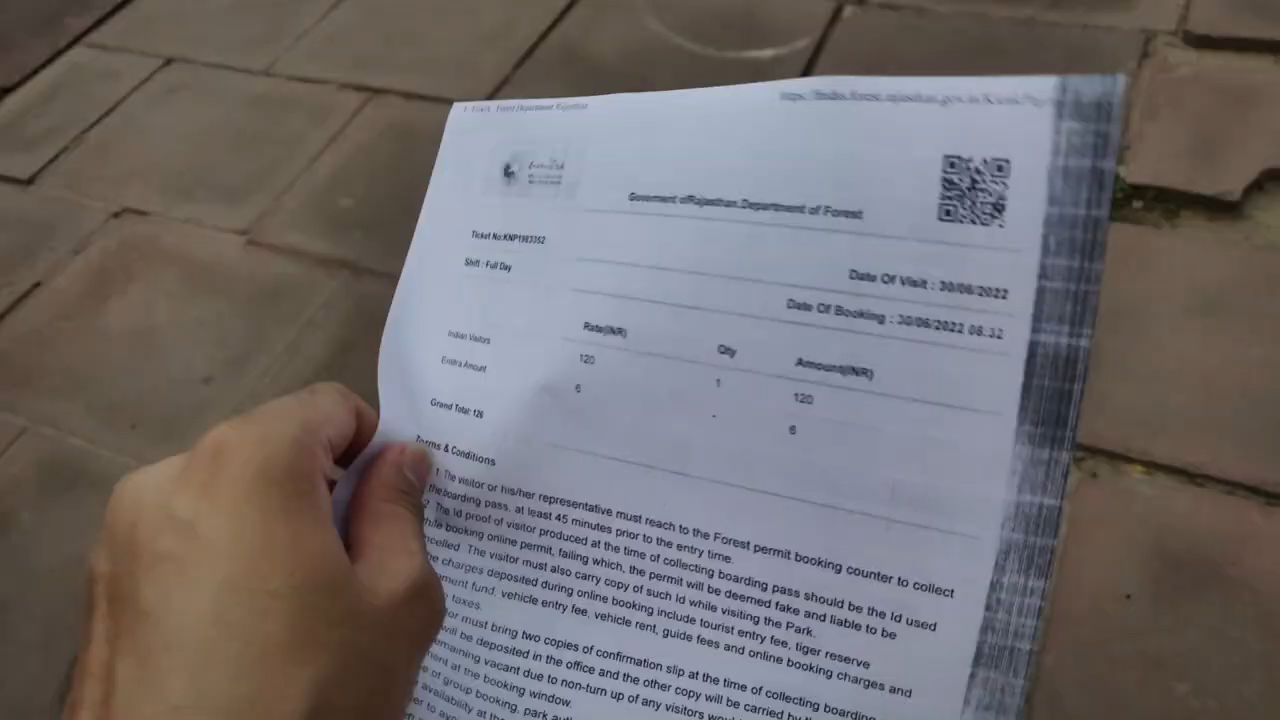 E-Ticket : Forest Department Rajasthan
Goverment ofRajasthan,Department of Forest
Ticket No:KNP1983352
Shift : Full Day
Date Of Visit : 30/06/2022
Date Of Booking : 30/06/2022 08:32
Rate(INR) Qty Amount(INR)
Indian Visitors 120 1 120
Emitra Amount 6 - 6
Grand Total: 126
Terms & Conditions
1. The visitor or his/her representative must reach to the Forest permit booking counter to collect
the boarding pass, at least 45 minutes prior to the entry time.
2. The Id proof of visitor produced at the time of collecting boarding pass should be the Id used
while booking online permit, failing which, the permit will be deemed fake and liable to be
cancelled. The visitor must also carry copy of such Id while visiting the Park.
charges deposited during online booking include tourist entry fee, tiger reserve
fund, vehicle entry fee, vehicle rent, guide fees and online booking charges and
taxes.
must bring two copies of confirmation slip at the time of collecting boarding
will be deposited in the office and the other copy will be carried by
remaining vacant due to non-turn up of any visitors
at the booking window.
of group booking, park
availability at the